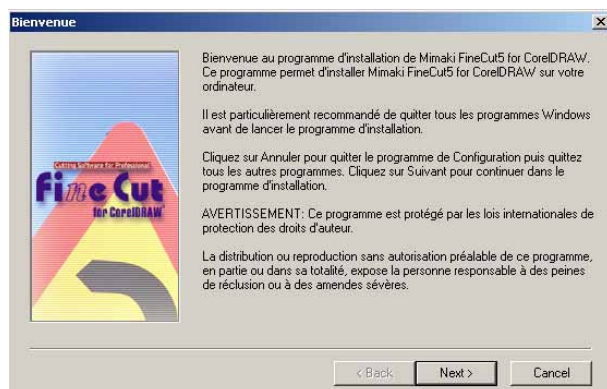 Bienvenue
Bienvenue au programme d'installation de Mimaki FineCut5 for CorelDRAW.
Ce programme permet d'installer Mimaki FineCut5 for CorelDRAW sur votre
ordinateur.
Il est particulièrement recommandé de quitter tous les programmes Windows
avant de lancer le programme d'installation.
Cliquez sur Annuler pour quitter le programme de Configuration puis quittez
tous les autres programmes. Cliquez sur Suivant pour continuer dans le
programme d'installation.
AVERTISSEMENT: Ce programme est protégé par les lois internationales de
protection des droits d'auteur.
La distribution ou reproduction sans autorisation préalable de ce programme,
en partie ou dans sa totalité, expose la personne responsable à des peines
de réclusion ou à des amendes sévères.
Cutting Software for Professional
Fine Cut
for CorelDRAW
< Back
Next >
Cancel